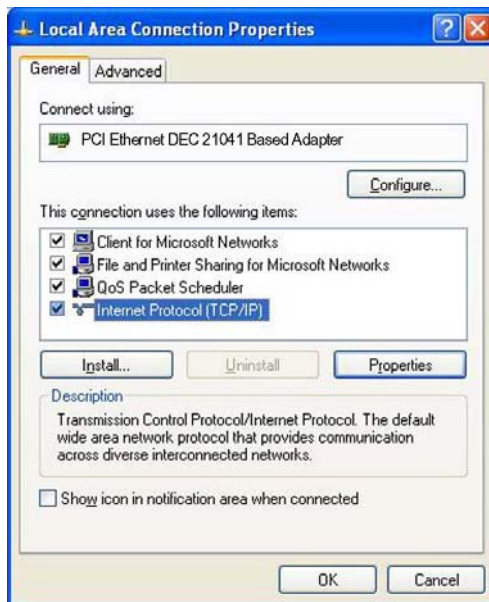 Local Area Connection Properties
General Advanced
Connect using:
PCI Ethernet DEC 21041 Based Adapter
Configure...
This connection uses the following items:
Client for Microsoft Networks
File and Printer Sharing for Microsoft Networks
QoS Packet Scheduler
Internet Protocol (TCP/IP)
Install... Uninstall Properties
Description
Transmission Control Protocol/Internet Protocol. The default
wide area network protocol that provides communication
across diverse interconnected networks.
Show icon in notification area when connected
OK Cancel